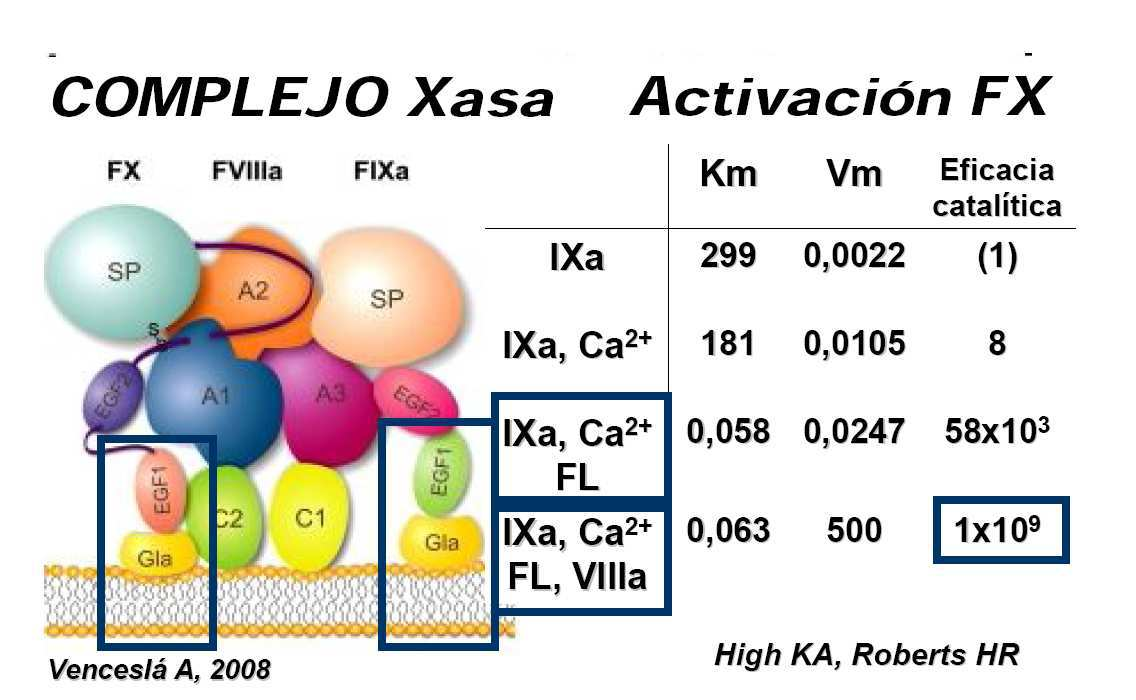 COMPLEJO Xasa
Activación FX
FX FVIIIa FIXa
SP
A2
SP
S
S
EGF2
A1
A3
EGF2
EGF1
C2
C1
EGF1
Gla
Gla
Venceslá A, 2008
Km Vm Eficacia
catalítica
IXa 299 0,0022 (1)
IXa, Ca²⁺ 181 0,0105 8
IXa, Ca²⁺ 0,058 0,0247 58x10³
FL
IXa, Ca²⁺ 0,063 500 1x10⁹
FL, VIIIa
High KA, Roberts HR